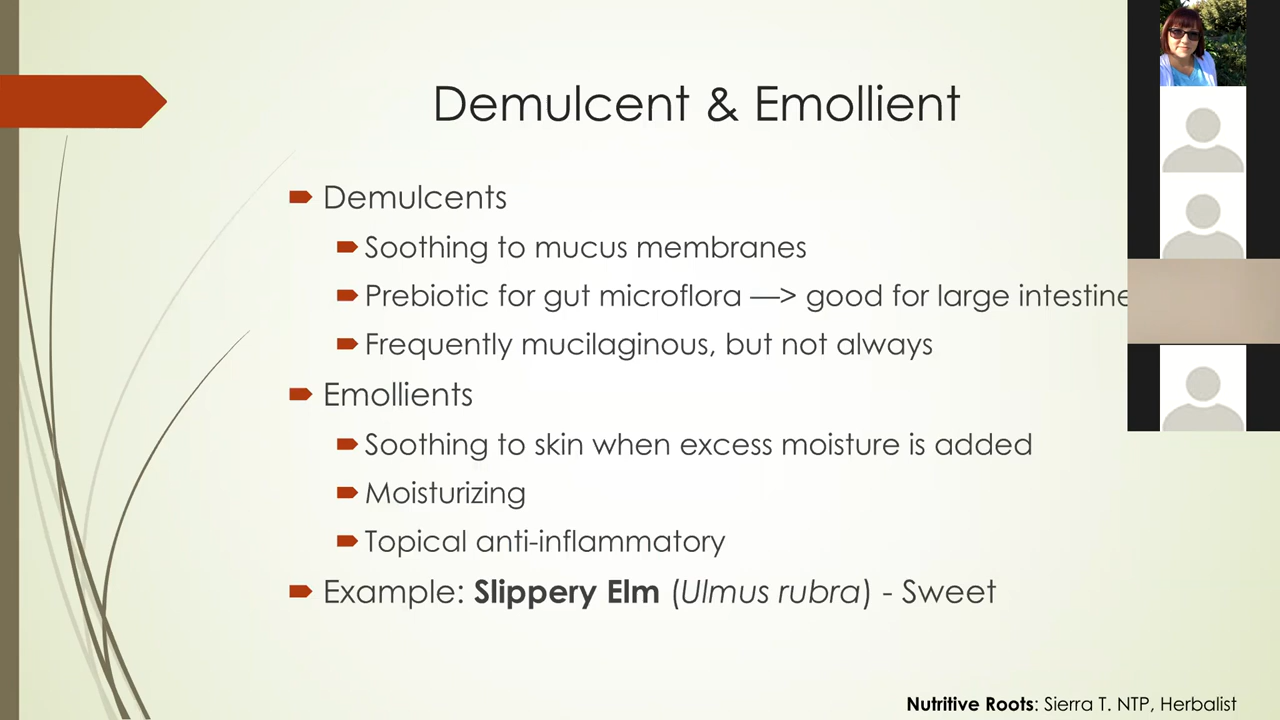 Demulcent & Emollient
Demulcents
Soothing to mucus membranes
Prebiotic for gut microflora —> good for large intestine
Frequently mucilaginous, but not always
Emollients
Soothing to skin when excess moisture is added
Moisturizing
Topical anti-inflammatory
Example: Slippery Elm (Ulmus rubra) - Sweet
Nutritive Roots: Sierra T. NTP, Herbalist